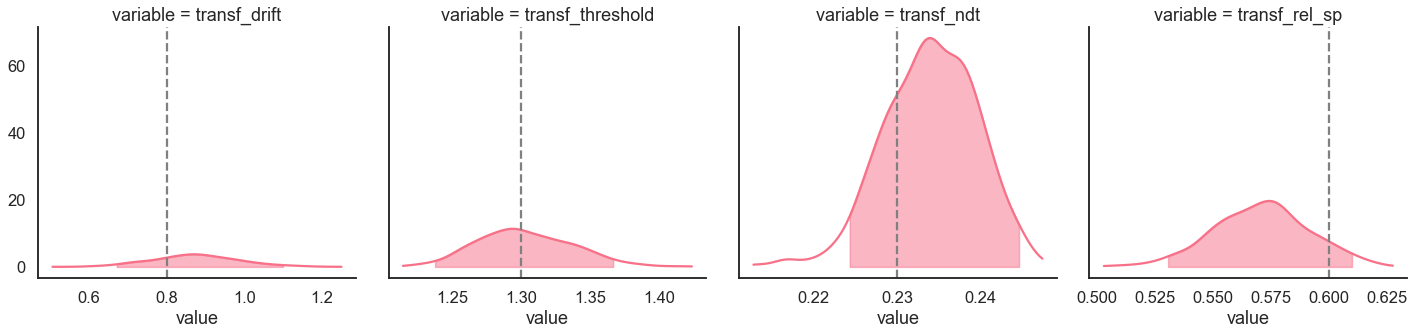 variable = transf_drift
variable = transf_threshold
variable = transf_ndt
variable = transf_rel_sp
60
40
20
0
0.6 0.8 1.0 1.2
1.25 1.30 1.35 1.40
0.22 0.23 0.24
0.500 0.525 0.550 0.575 0.600 0.625
value
value
value
value